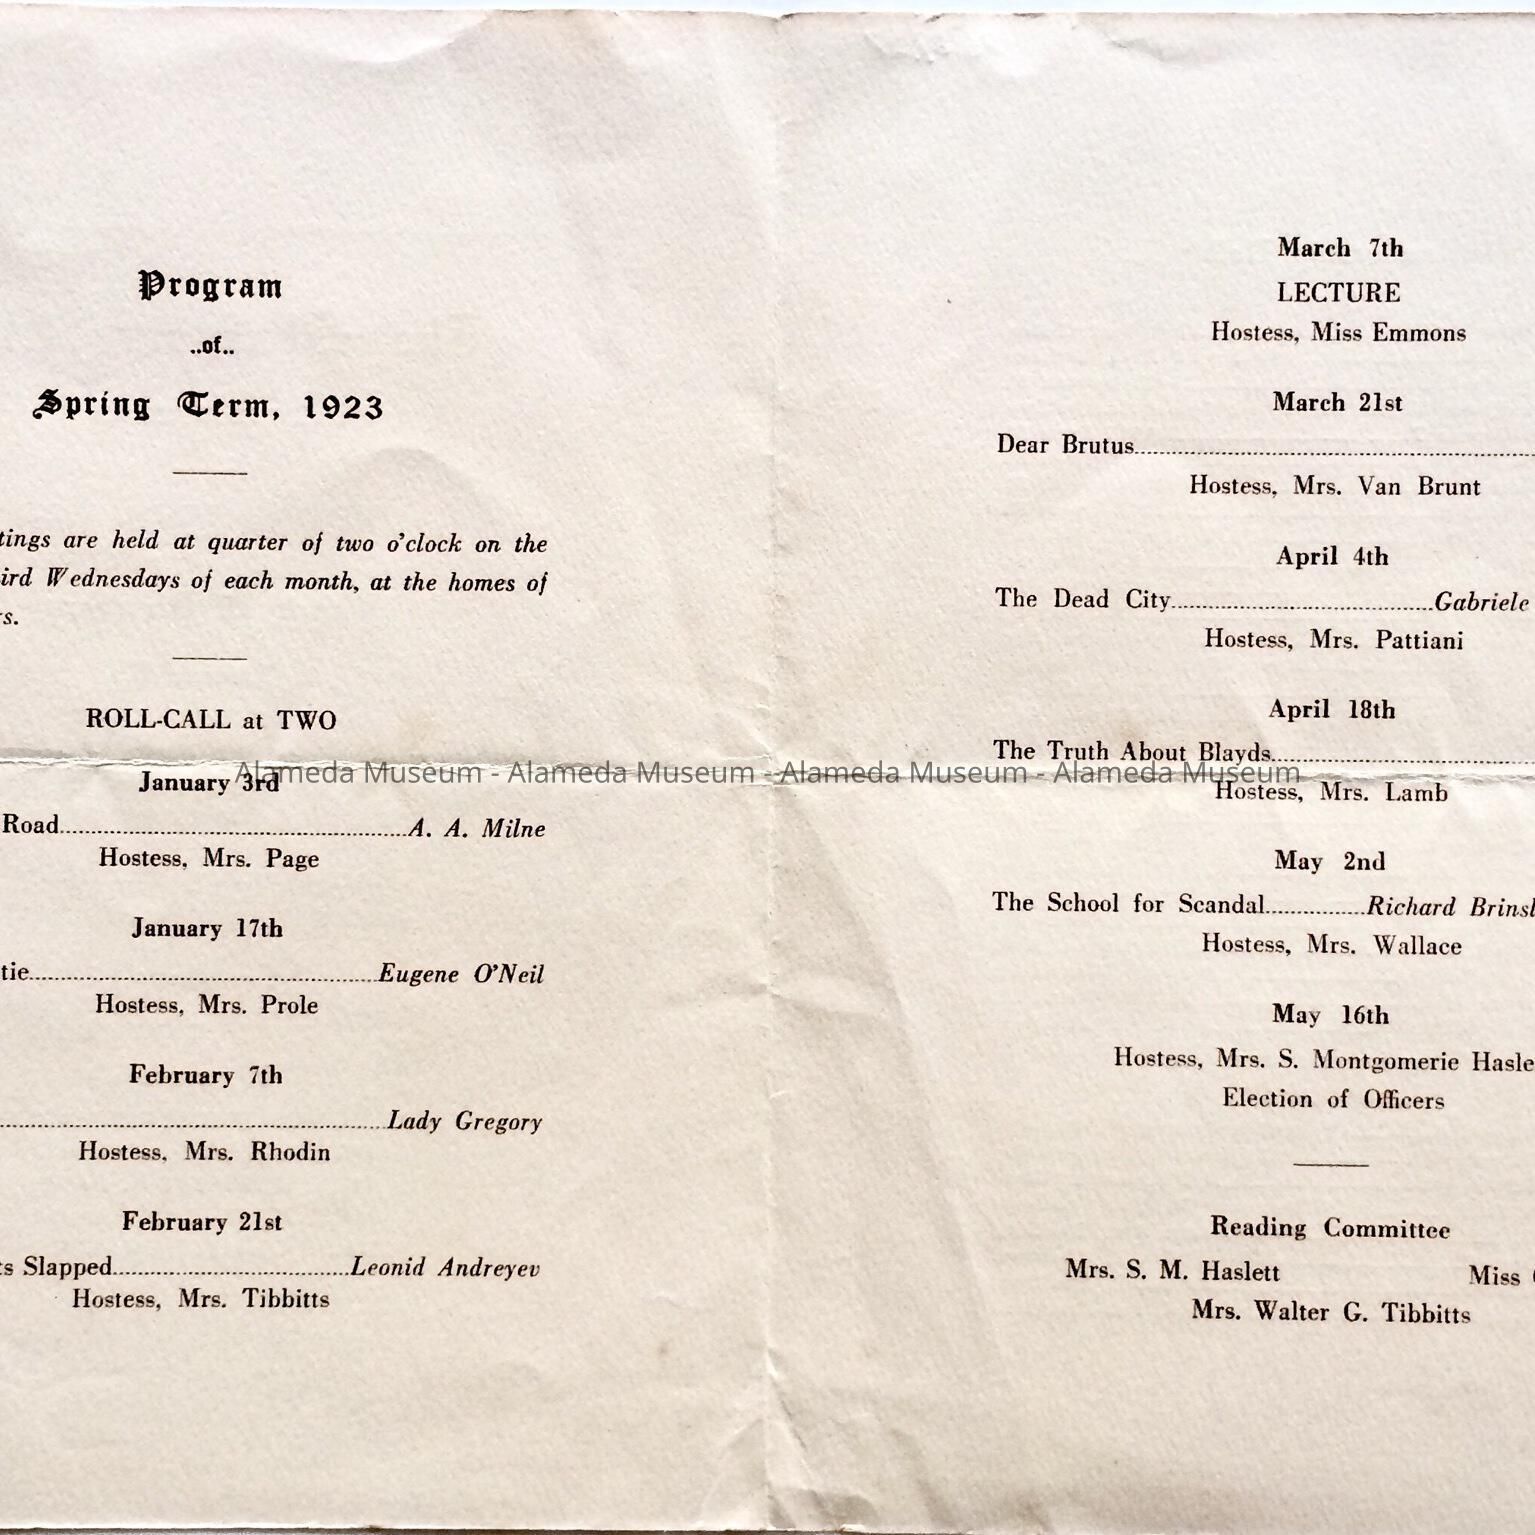 Program
..of..
Spring Term, 1923
tings are held at quarter of two o'clock on the
ird Wednesdays of each month, at the homes of
s.
ROLL-CALL at TWO
January 3rd
Road A. A. Milne
Hostess, Mrs. Page
January 17th
tie Eugene O'Neil
Hostess, Mrs. Prole
February 7th
Lady Gregory
Hostess, Mrs. Rhodin
February 21st
s Slapped Leonid Andreyev
Hostess, Mrs. Tibbitts
March 7th
LECTURE
Hostess, Miss Emmons
March 21st
Dear Brutus
Hostess, Mrs. Van Brunt
April 4th
The Dead City Gabriele
Hostess, Mrs. Pattiani
April 18th
The Truth About Blayds
Alameda Museum - Alameda Museum - Alameda Museum - Alameda Museum
Hostess, Mrs. Lamb
May 2nd
The School for Scandal Richard Brinsl
Hostess, Mrs. Wallace
May 16th
Hostess, Mrs. S. Montgomerie Hasle
Election of Officers
Reading Committee
Mrs. S. M. Haslett Miss
Mrs. Walter G. Tibbitts